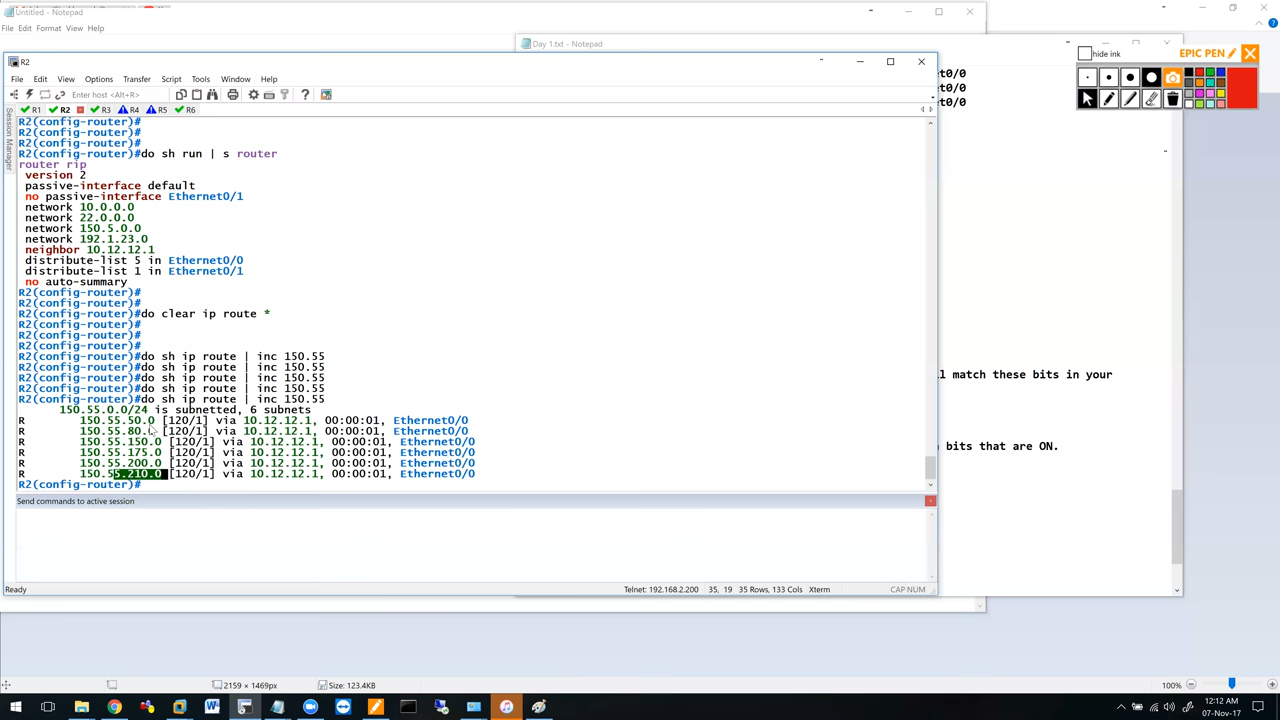 Untitled - Notepad
File Edit Format View Help
Day 1.txt - Notepad
hide ink
EPIC PEN
R2
File Edit View Options Transfer Script Tools Window Help
Enter host <Alt+R>
R1 R2 R3 R4 R5 R6
Session Manager
et0/0
et0/0
et0/0
R2(config-router)#
R2(config-router)#
R2(config-router)#
R2(config-router)#do sh run | s router
router rip
version 2
passive-interface default
no passive-interface Ethernet0/1
network 10.0.0.0
network 22.0.0.0
network 150.5.0.0
network 192.1.23.0
neighbor 10.12.12.1
distribute-list 5 in Ethernet0/0
distribute-list 1 in Ethernet0/1
no auto-summary
R2(config-router)#
R2(config-router)#
R2(config-router)#do clear ip route *
R2(config-router)#
R2(config-router)#
R2(config-router)#
R2(config-router)#do sh ip route | inc 150.55
R2(config-router)#do sh ip route | inc 150.55
R2(config-router)#do sh ip route | inc 150.55
R2(config-router)#do sh ip route | inc 150.55
R2(config-router)#do sh ip route | inc 150.55
150.55.0.0/24 is subnetted, 6 subnets
R 150.55.50.0 [120/1] via 10.12.12.1, 00:00:01, Ethernet0/0
R 150.55.80.0 [120/1] via 10.12.12.1, 00:00:01, Ethernet0/0
R 150.55.150.0 [120/1] via 10.12.12.1, 00:00:01, Ethernet0/0
R 150.55.175.0 [120/1] via 10.12.12.1, 00:00:01, Ethernet0/0
R 150.55.200.0 [120/1] via 10.12.12.1, 00:00:01, Ethernet0/0
R 150.55.210.0 [120/1] via 10.12.12.1, 00:00:01, Ethernet0/0
R2(config-router)#
l match these bits in your
bits that are ON.
Send commands to active session
Ready
Telnet: 192.168.2.200 35, 19 35 Rows, 133 Cols Xterm CAP NUM
2159 × 1469px
Size: 123.4KB
100%
12:12 AM
07-Nov-17